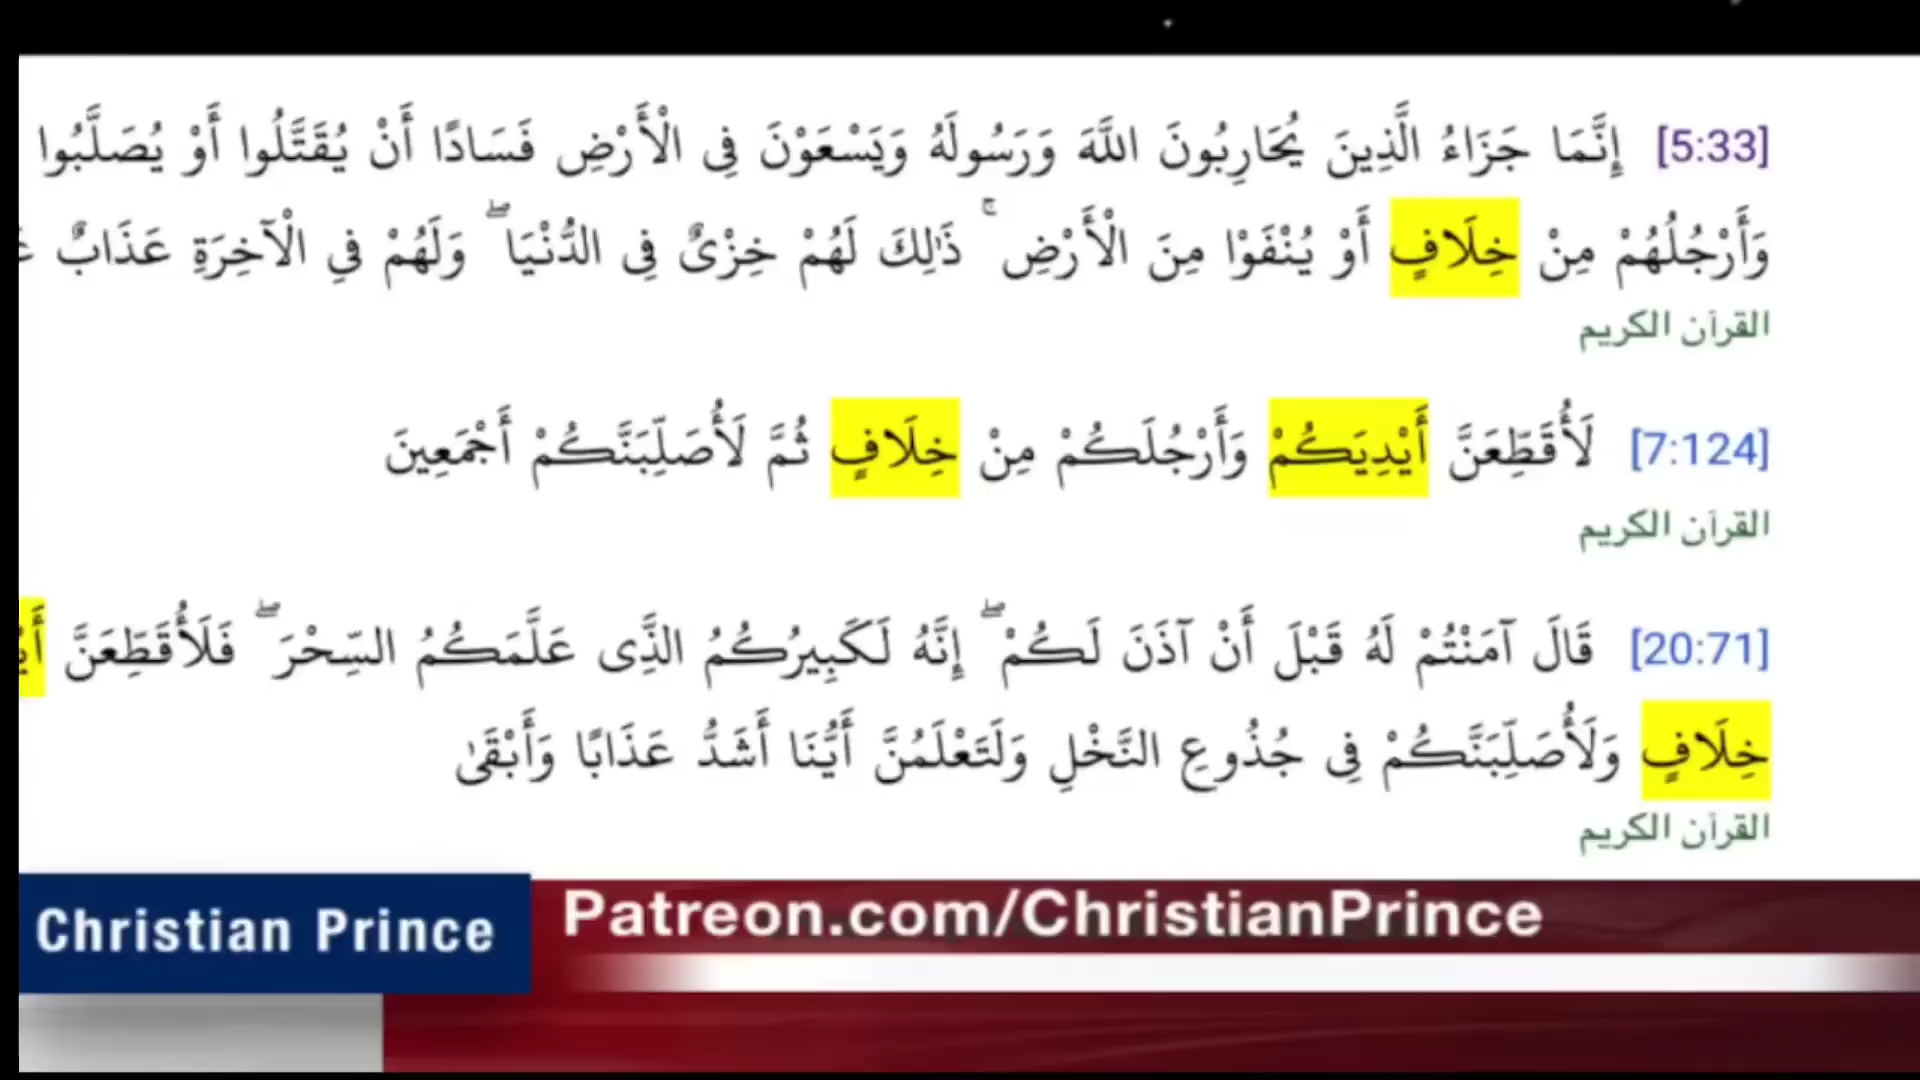 [5:33] إِنَّمَا جَزَاءُ الَّذِينَ يُحَارِبُونَ اللَّهَ وَرَسُولَهُ وَيَسْعَوْنَ فِى الْأَرْضِ فَسَادًا أَنْ يُقَتَّلُوا أَوْ يُصَلَّبُوا
وَأَرْجُلُهُمْ مِنْ خِلَافٍ أَوْ يُنْفَوْا مِنَ الْأَرْضِ ۚ ذَٰلِكَ لَهُمْ خِزْىٌ فِى الدُّنْيَا ۖ وَلَهُمْ فِي الْآخِرَةِ عَذَابٌ
القرآن الكريم
[7:124] لَأُقَطِّعَنَّ أَيْدِيَكُمْ وَأَرْجُلَكُمْ مِنْ خِلَافٍ ثُمَّ لَأُصَلِّبَنَّكُمْ أَجْمَعِينَ
القرآن الكريم
[20:71] قَالَ آمَنْتُمْ لَهُ قَبْلَ أَنْ آذَنَ لَكُمْ ۖ إِنَّهُ لَكَبِيرُكُمُ الَّذِى عَلَّمَكُمُ السِّحْرَ ۖ فَلَأُقَطِّعَنَّ
خِلَافٍ وَلَأُصَلِّبَنَّكُمْ فِى جُذُوعِ النَّخْلِ وَلَتَعْلَمُنَّ أَيُّنَا أَشَدُّ عَذَابًا وَأَبْقَىٰ
القرآن الكريم
Christian Prince
Patreon.com/ChristianPrince